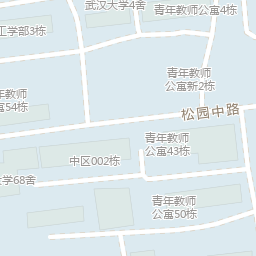 武汉大学4舍
青年教师
公寓4栋
工学部3栋
青年教师
公寓新2栋
年教师
寓54栋
松园中路
青年教师
公寓43栋
中区002栋
学68舍
青年教师
公寓50栋